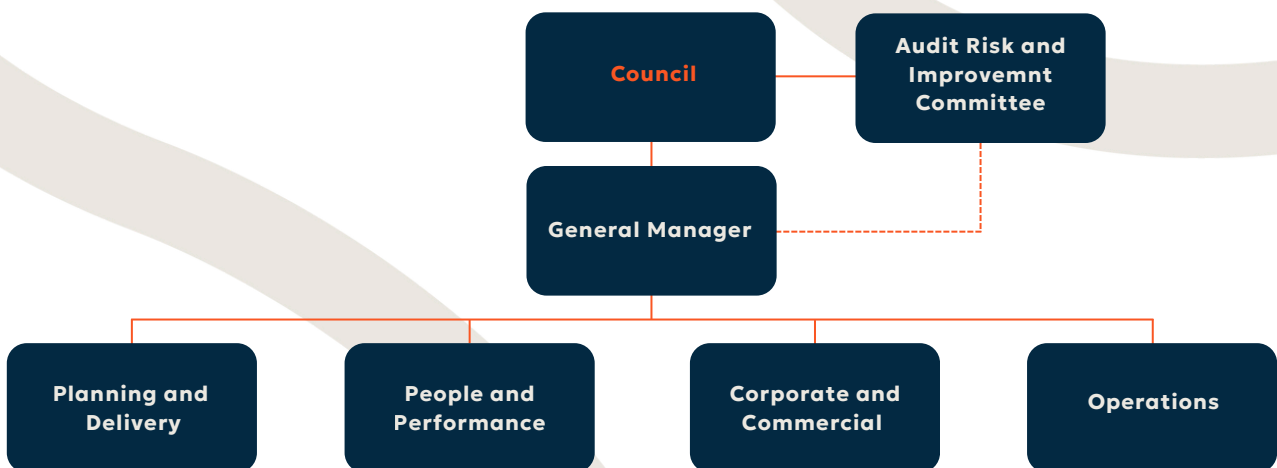 Council
Audit Risk and
Improvemnt
Committee
General Manager
Planning and
Delivery
People and
Performance
Corporate and
Commercial
Operations